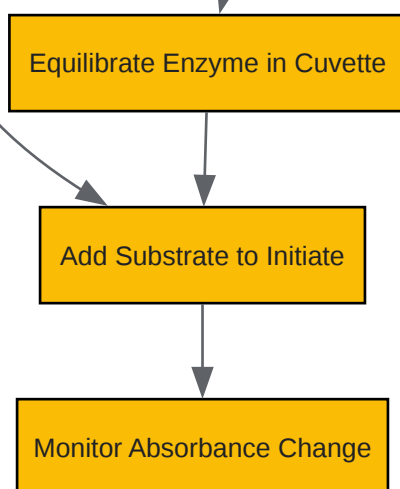 Equilibrate Enzyme in Cuvette
Add Substrate to Initiate
Monitor Absorbance Change